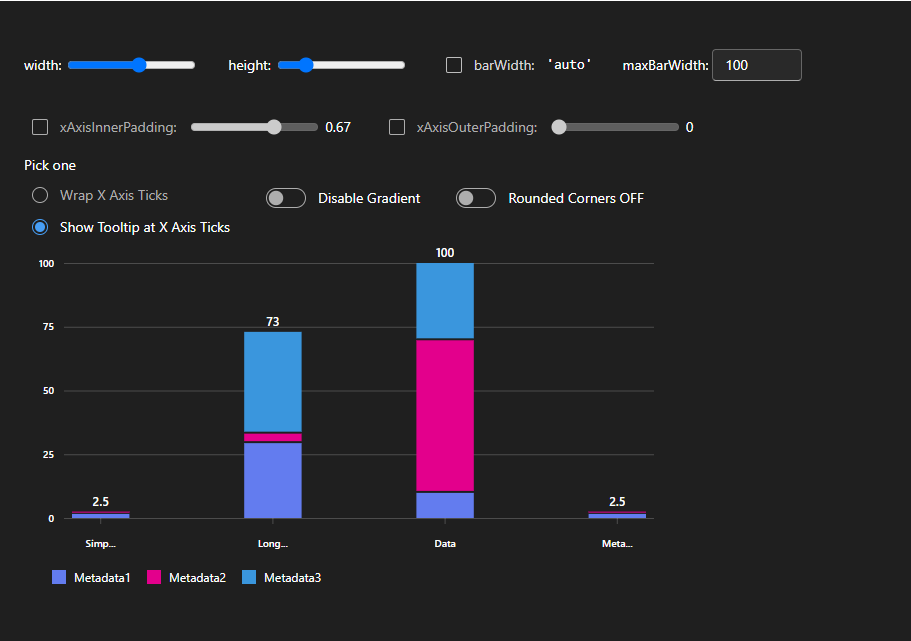 width: height: barWidth: 'auto' maxBarWidth: 100
xAxisInnerPadding: 0.67 xAxisOuterPadding: 0
Pick one
Wrap X Axis Ticks Disable Gradient Rounded Corners OFF
Show Tooltip at X Axis Ticks
100
100
73
75
50
25
2.5 2.5
0
Simp... Long... Data Meta...
Metadata1 Metadata2 Metadata3